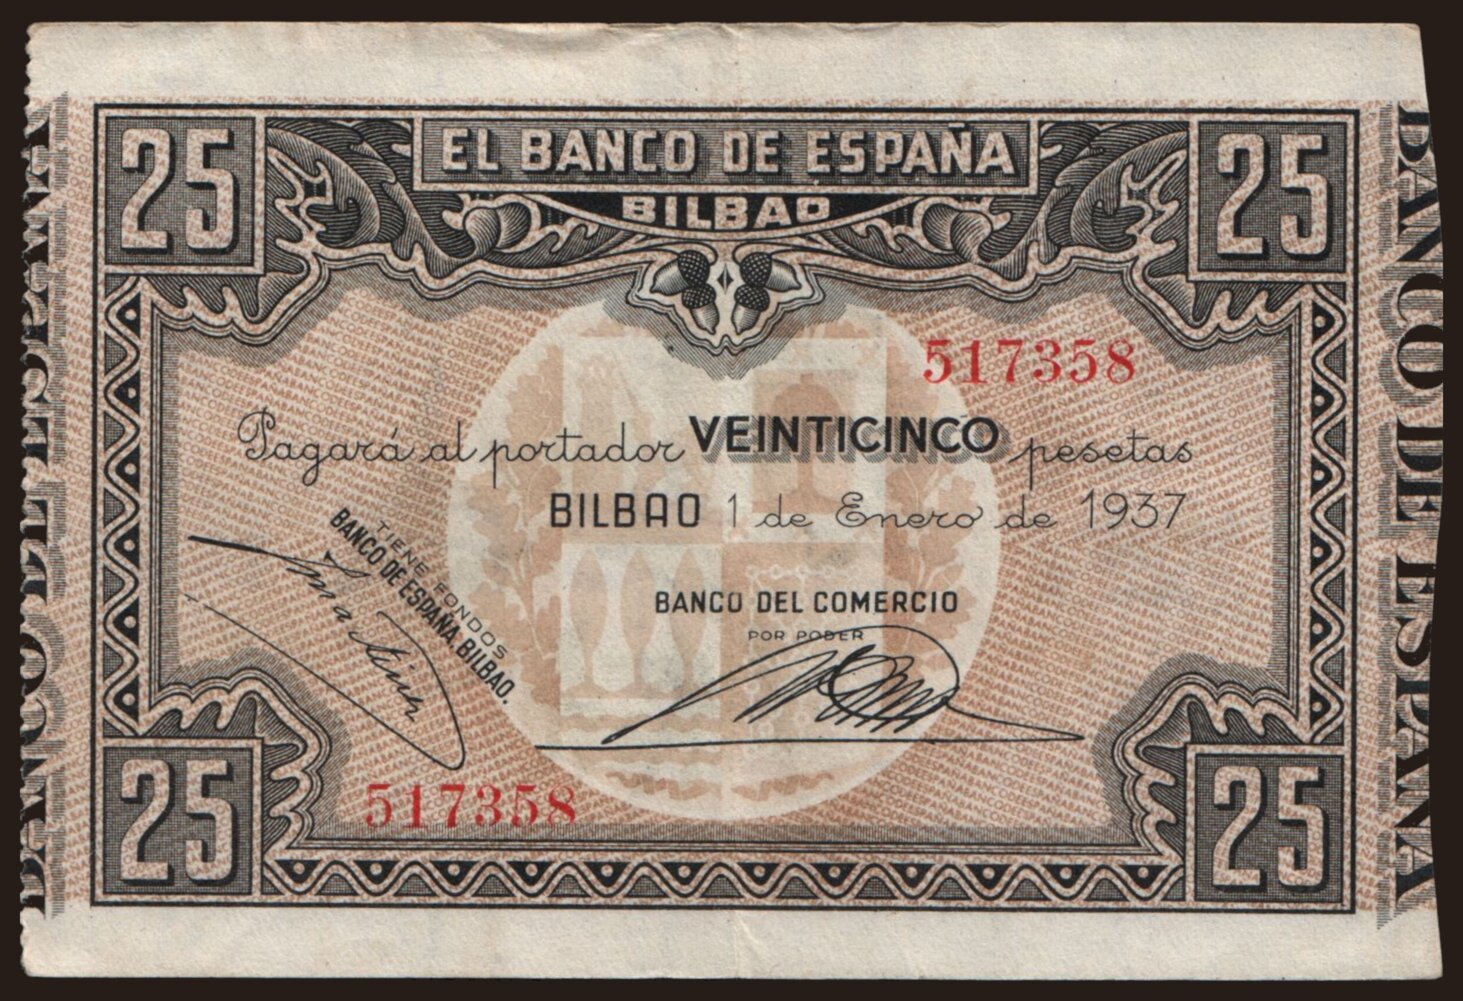 25
EL BANCO DE ESPAÑA
25
BILBAO
517358
Pagará al portador VEINTICINCO pesetas
BILBAO 1 de Enero de 1937
TIENE FONDOS
BANCO DE ESPAÑA. BILBAO.
BANCO DEL COMERCIO
POR PODER
517358
25
25
BANCO DE ESPAÑA
BANCO DE ESPAÑA